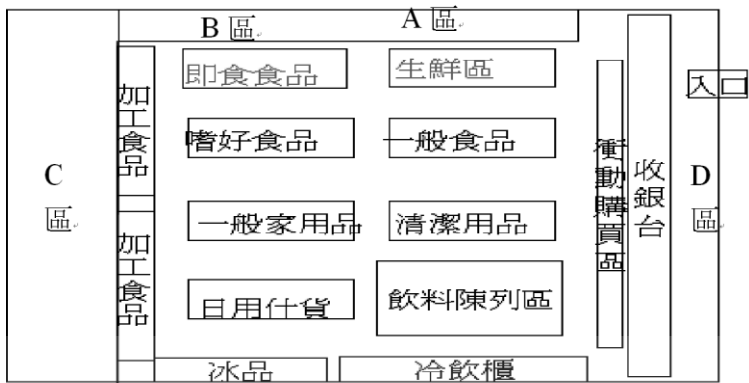 B 區
A 區
即食食品
生鮮區
入口
加工食品
嗜好食品
一般食品
衝動購買區
收銀台
C
區
D
區
一般家用品
清潔用品
加工食品
日用什貨
飲料陳列區
冰品
冷飲櫃